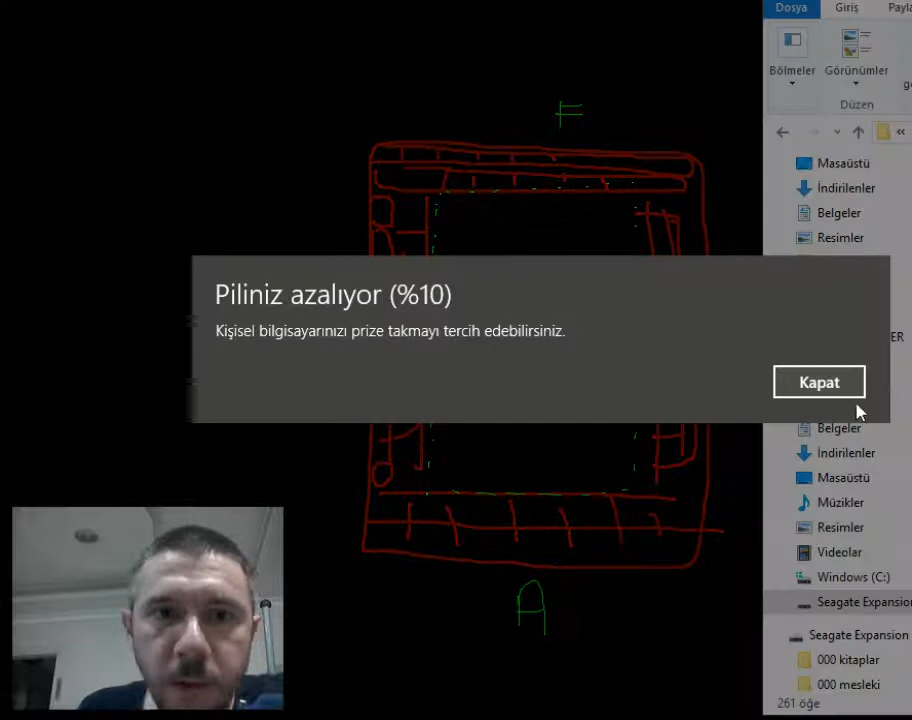 Dosya Giriş Payla
Bölmeler Görünümler
Düzen
«
F
Masaüstü
İndirilenler
Belgeler
Resimler
Piliniz azalıyor (%10)
Kişisel bilgisayarınızı prize takmayı tercih edebilirsiniz.
Kapat
ER
Belgeler
İndirilenler
Masaüstü
Müzikler
Resimler
Videolar
Windows (C:)
Seagate Expansion
Seagate Expansion
000 kitaplar
000 mesleki
261 öğe
A